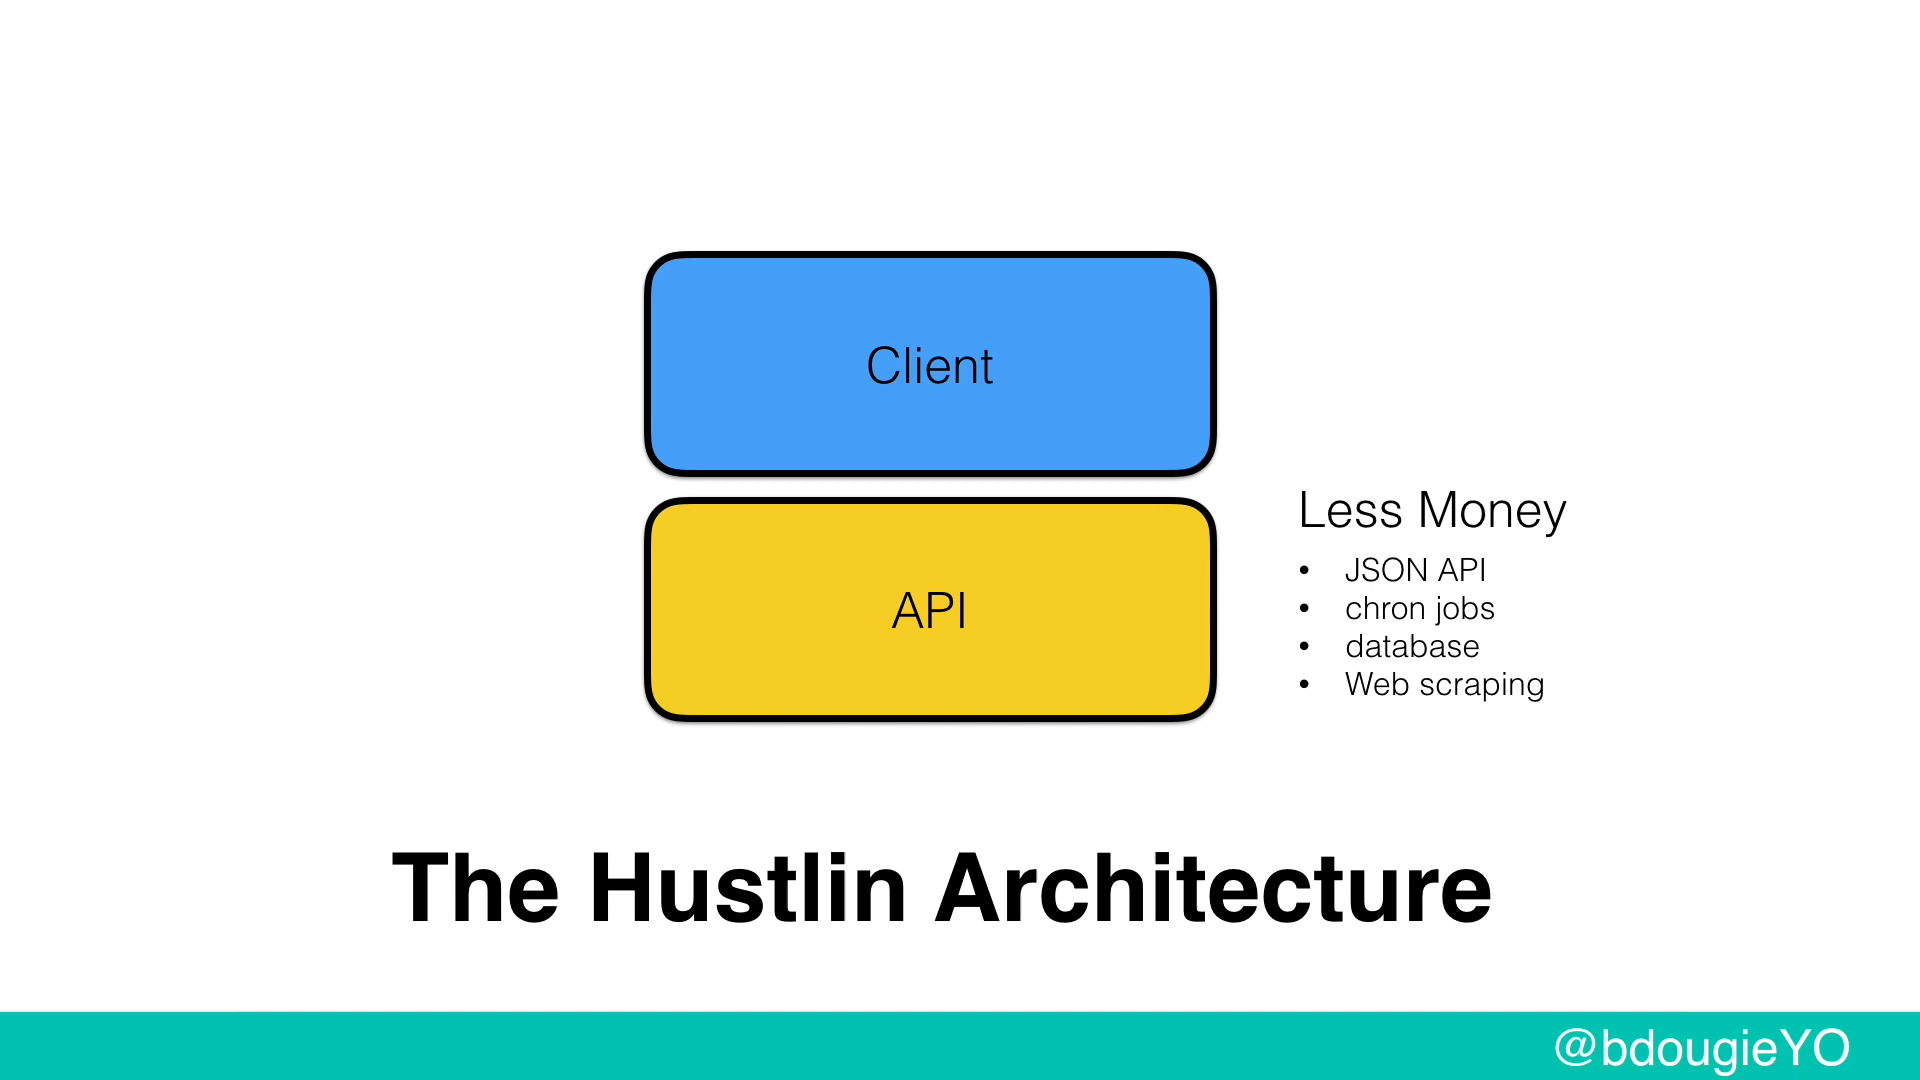 Client
API
Less Money
• JSON API
• chron jobs
• database
• Web scraping
The Hustlin Architecture
@bdougieYO